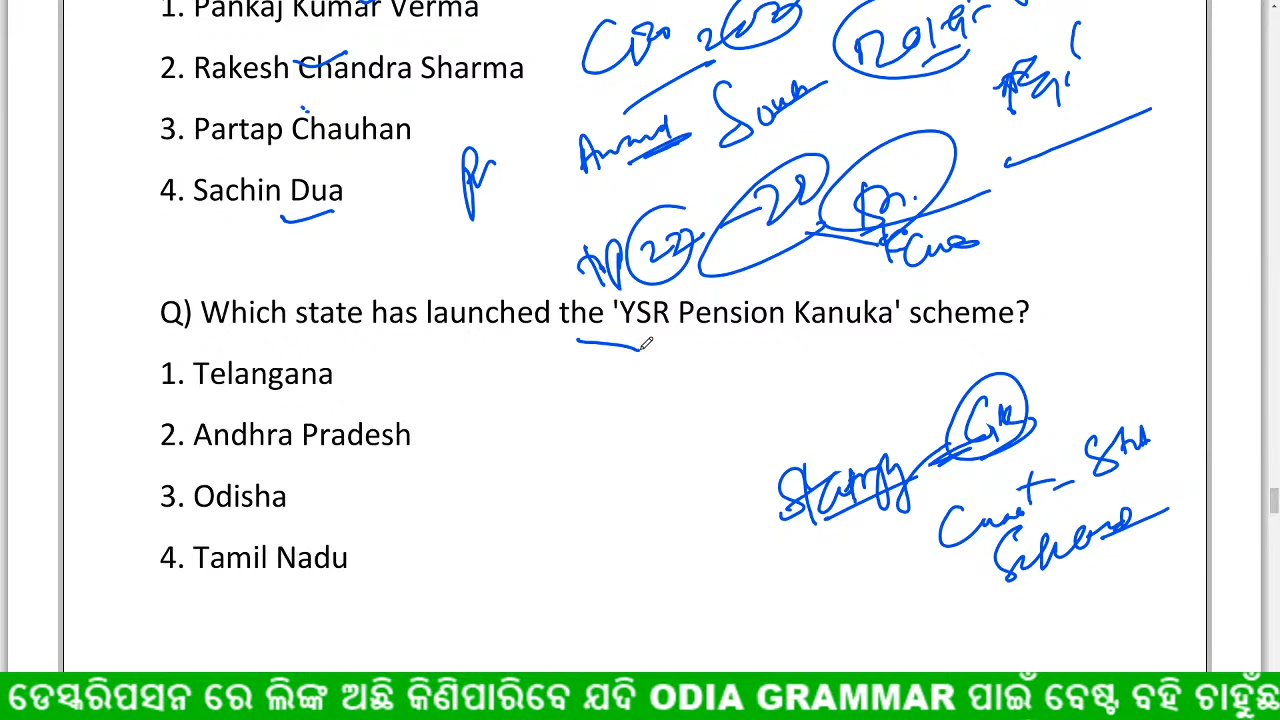 1. Pankaj Kumar Verma
2. Rakesh Chandra Sharma
3. Partap Chauhan
4. Sachin Dua
Q) Which state has launched the 'YSR Pension Kanuka' scheme?
1. Telangana
2. Andhra Pradesh
3. Odisha
4. Tamil Nadu
ଡେସ୍କରିପସନ ରେ ଲିଙ୍କ ଅଛି କିଣିପାରିବେ ଯଦି ODIA GRAMMAR ପାଇଁ ବେଷ୍ଟ ବହି ଚାହୁଁଛ